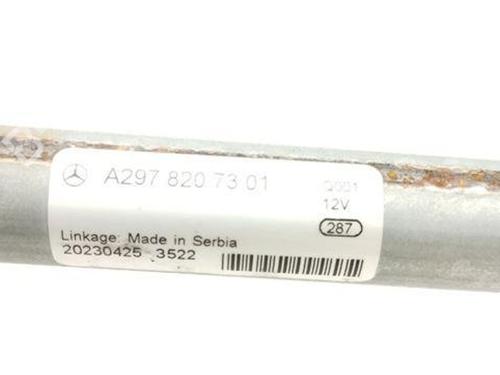 A297 820 73 01
Q001
12V
287
Linkage: Made in Serbia
20230425 3522